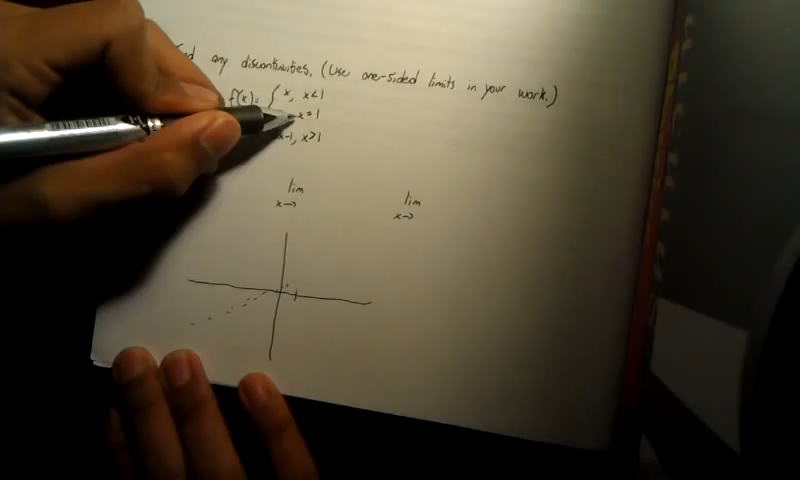 any discontinuities. (Use one-sided limits in your work.)
f(x)= { x, x<1
x=1
x-1, x>1
lim lim
x→ x→